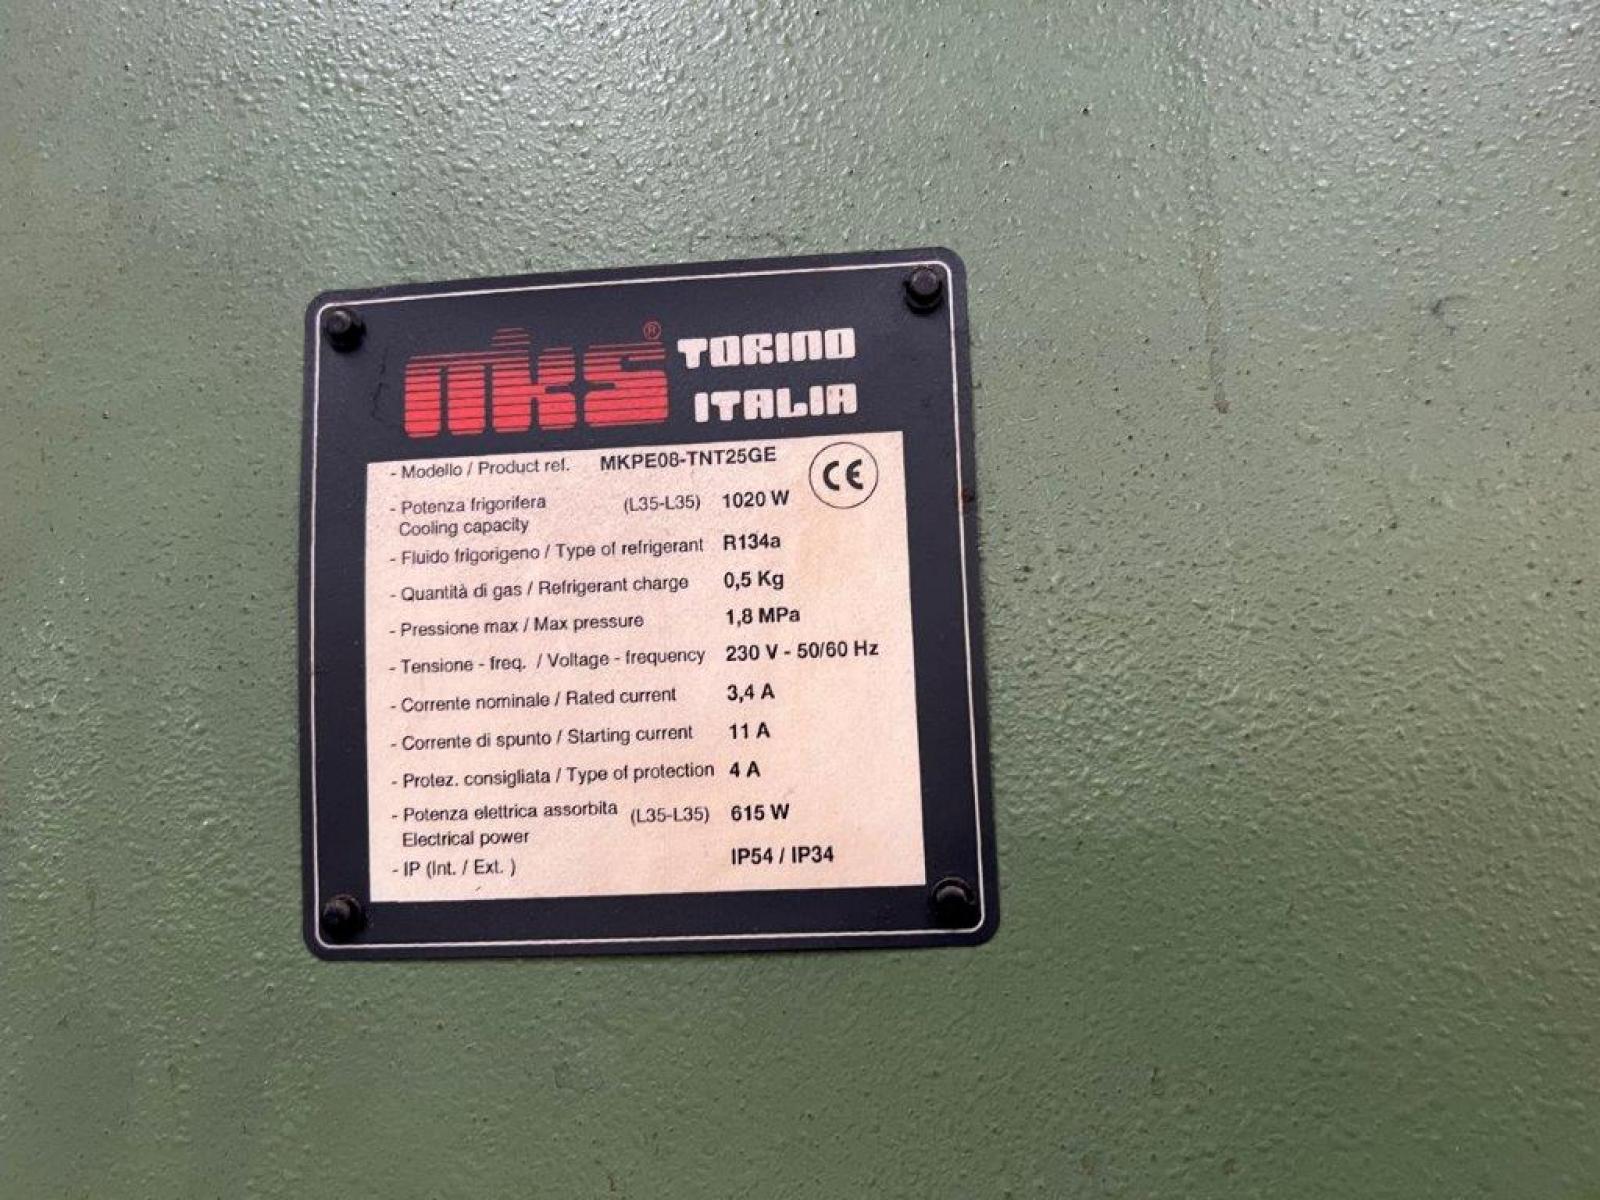 mks® TORINO
ITALIA
- Modello / Product ref. MKPE08-TNT25GE CE
- Potenza frigorifera (L35-L35) 1020 W
Cooling capacity
- Fluido frigorigeno / Type of refrigerant R134a
- Quantità di gas / Refrigerant charge 0,5 Kg
- Pressione max / Max pressure 1,8 MPa
- Tensione - freq. / Voltage - frequency 230 V - 50/60 Hz
- Corrente nominale / Rated current 3,4 A
- Corrente di spunto / Starting current 11 A
- Protez. consigliata / Type of protection 4 A
- Potenza elettrica assorbita (L35-L35) 615 W
Electrical power
- IP (Int. / Ext. ) IP54 / IP34